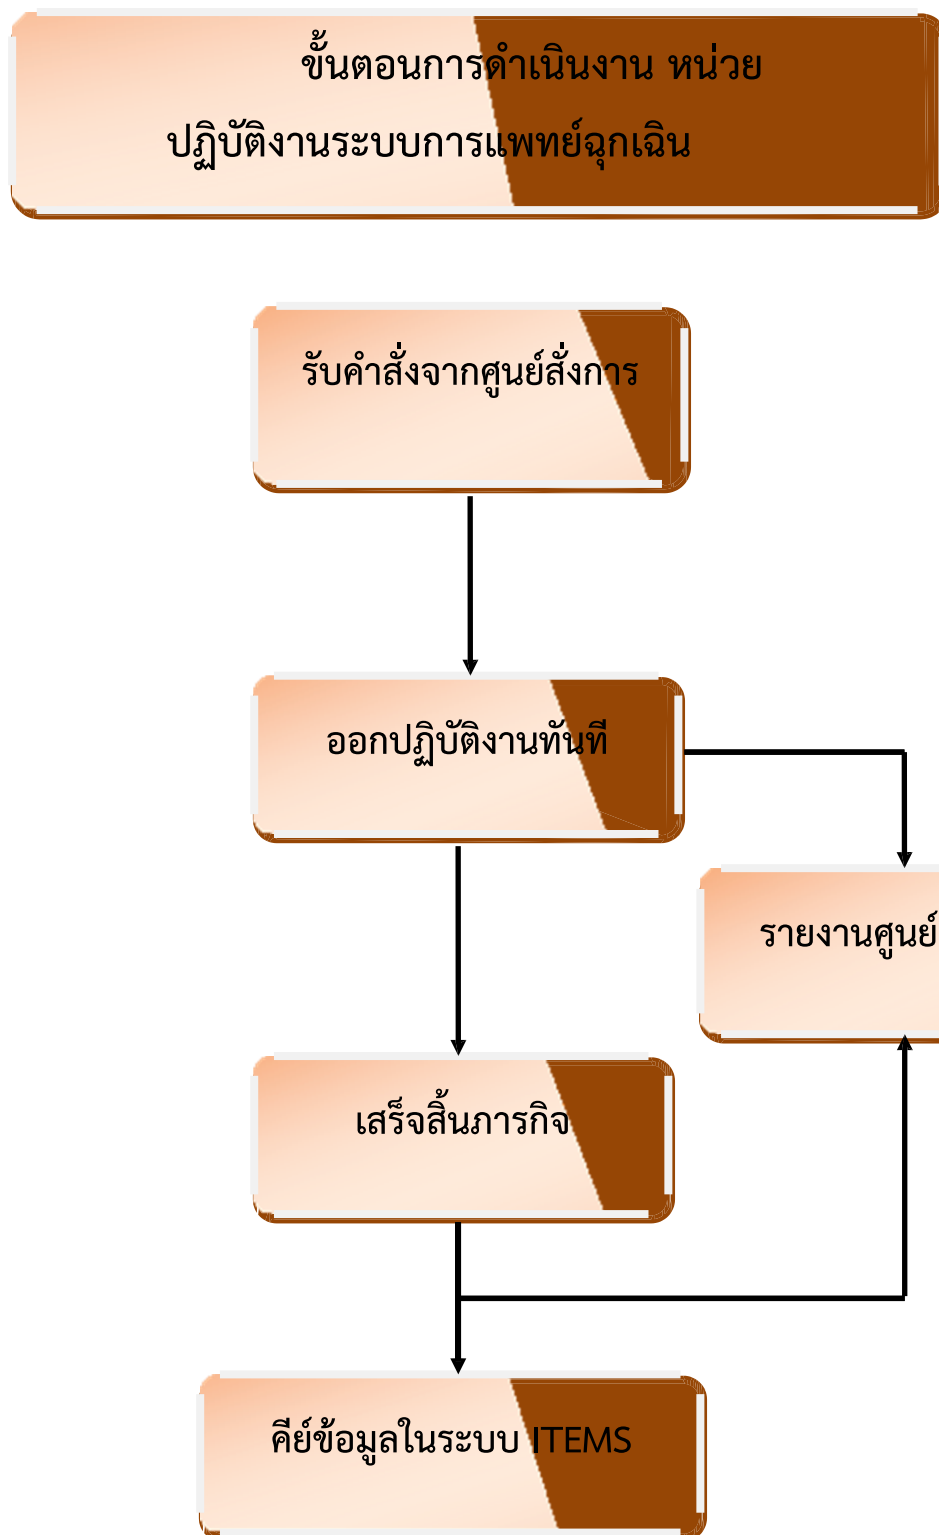 ขั้นตอนการดำเนินงาน หน่วย
ปฏิบัติงานระบบการแพทย์ฉุกเฉิน
รับคำสั่งจากศูนย์สั่งการ
ออกปฏิบัติงานทันที
รายงานศูนย์
เสร็จสิ้นภารกิจ
คีย์ข้อมูลในระบบ ITEMS